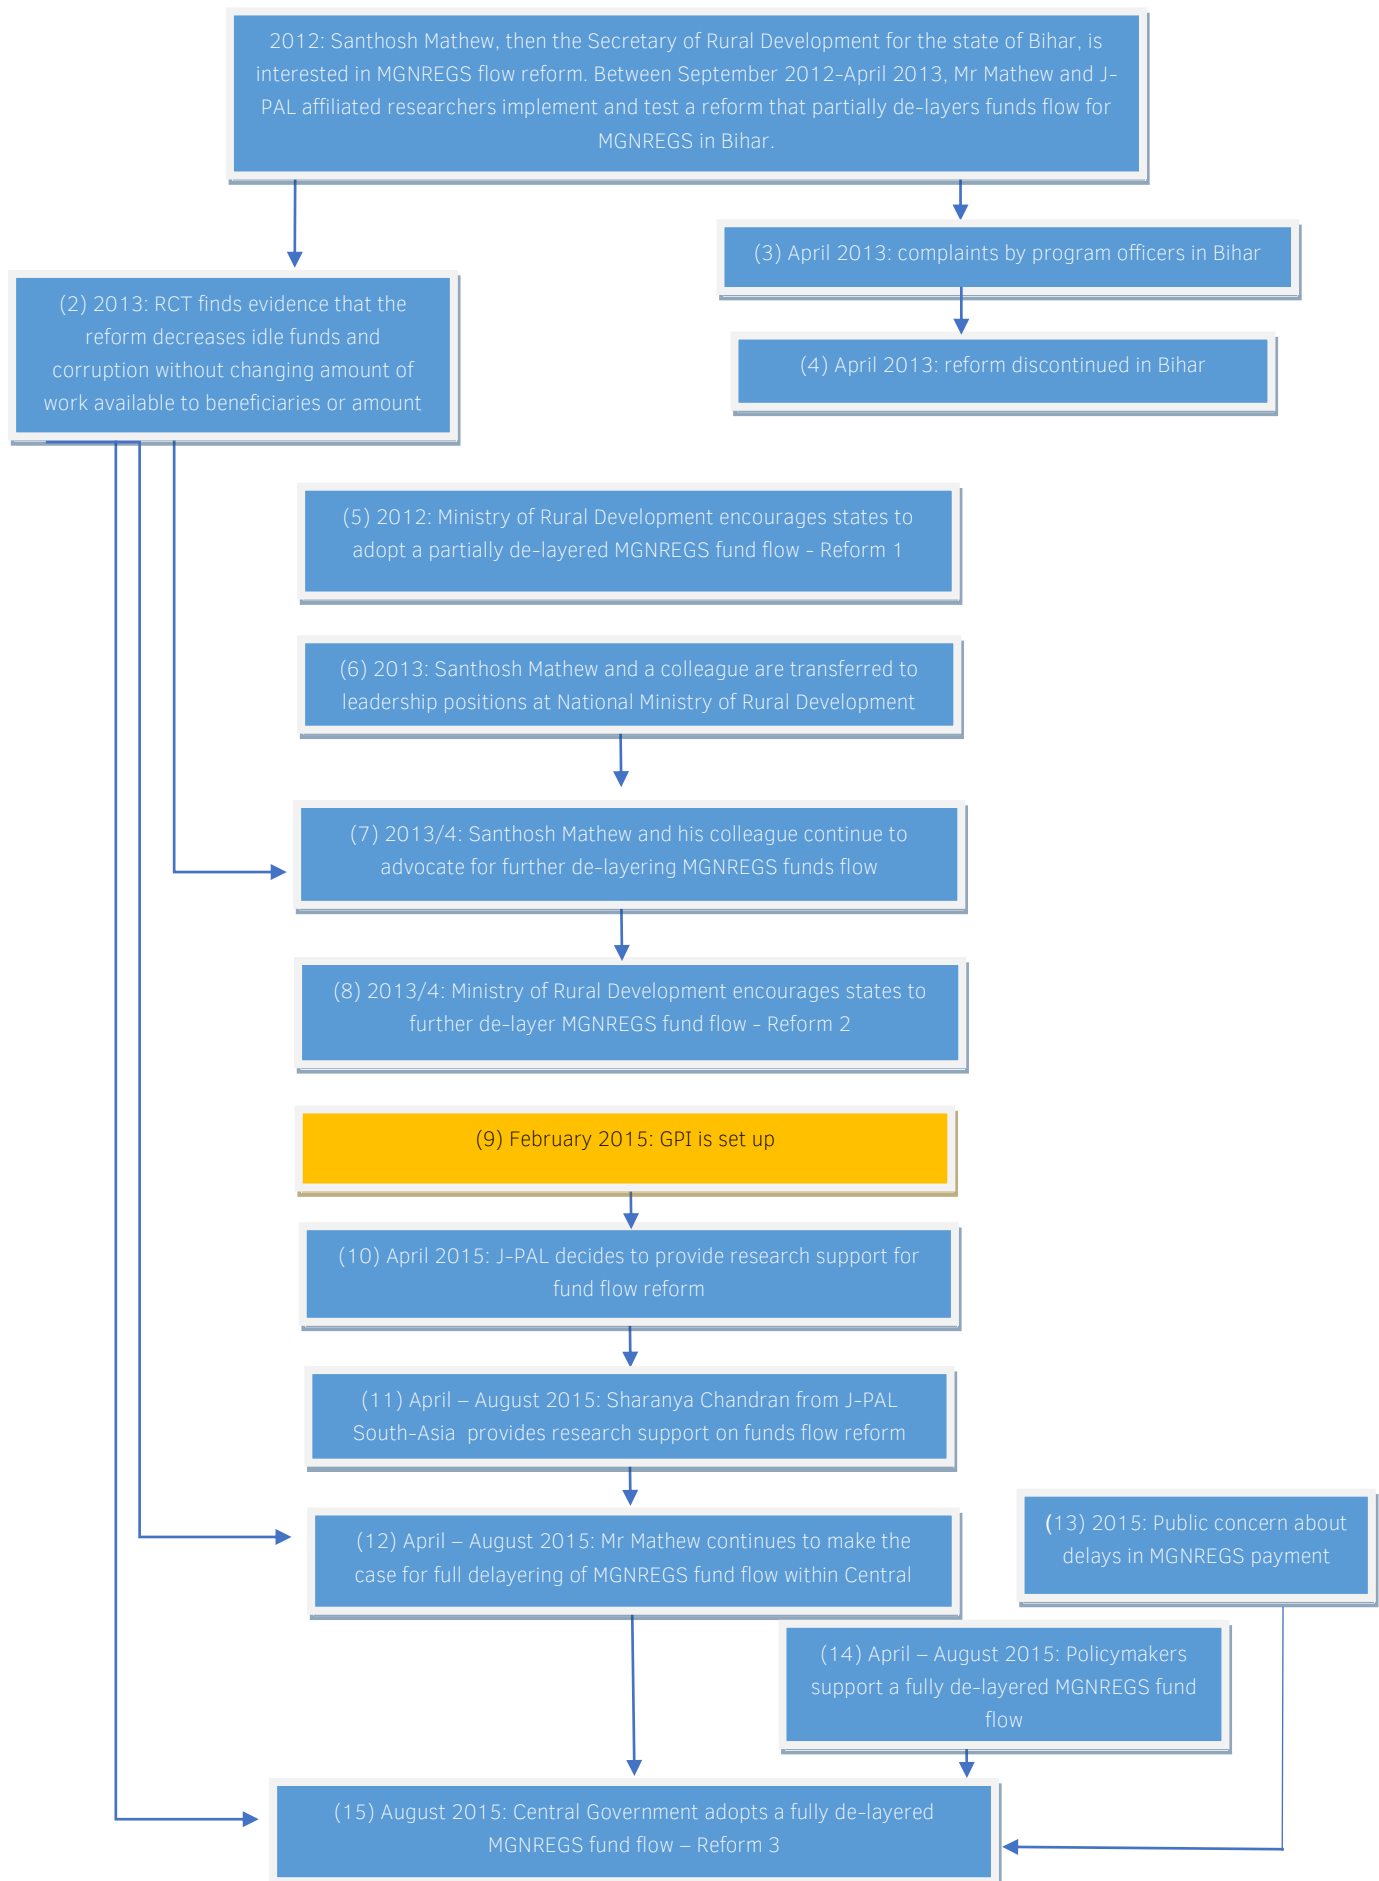 2012: Santhosh Mathew, then the Secretary of Rural Development for the state of Bihar, is
interested in MGNREGS flow reform. Between September 2012-April 2013, Mr Mathew and J-
PAL affiliated researchers implement and test a reform that partially de-layers funds flow for
MGNREGS in Bihar.
(3) April 2013: complaints by program officers in Bihar
(2) 2013: RCT finds evidence that the
reform decreases idle funds and
corruption without changing amount of
work available to beneficiaries or amount
(4) April 2013: reform discontinued in Bihar
(5) 2012: Ministry of Rural Development encourages states to
adopt a partially de-layered MGNREGS fund flow - Reform 1
(6) 2013: Santhosh Mathew and a colleague are transferred to
leadership positions at National Ministry of Rural Development
(7) 2013/4: Santhosh Mathew and his colleague continue to
advocate for further de-layering MGNREGS funds flow
(8) 2013/4: Ministry of Rural Development encourages states to
further de-layer MGNREGS fund flow - Reform 2
(9) February 2015: GPI is set up
(10) April 2015: J-PAL decides to provide research support for
fund flow reform
(11) April – August 2015: Sharanya Chandran from J-PAL
South-Asia  provides research support on funds flow reform
(12) April – August 2015: Mr Mathew continues to make the
case for full delayering of MGNREGS fund flow within Central
(13) 2015: Public concern about
delays in MGNREGS payment
(14) April – August 2015: Policymakers
support a fully de-layered MGNREGS fund
flow
(15) August 2015: Central Government adopts a fully de-layered
MGNREGS fund flow – Reform 3